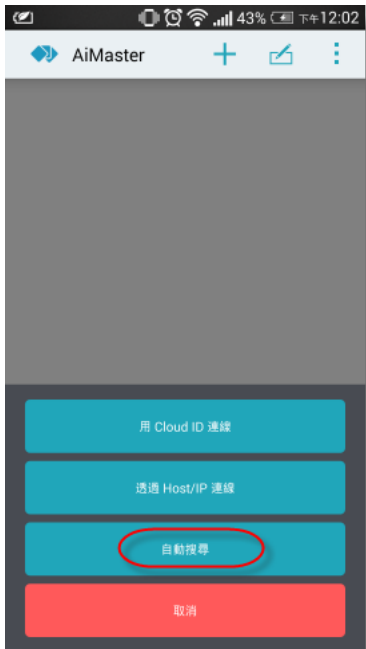 43% 下午12:02
AiMaster
用 Cloud ID 連線
透過 Host/IP 連線
自動搜尋
取消